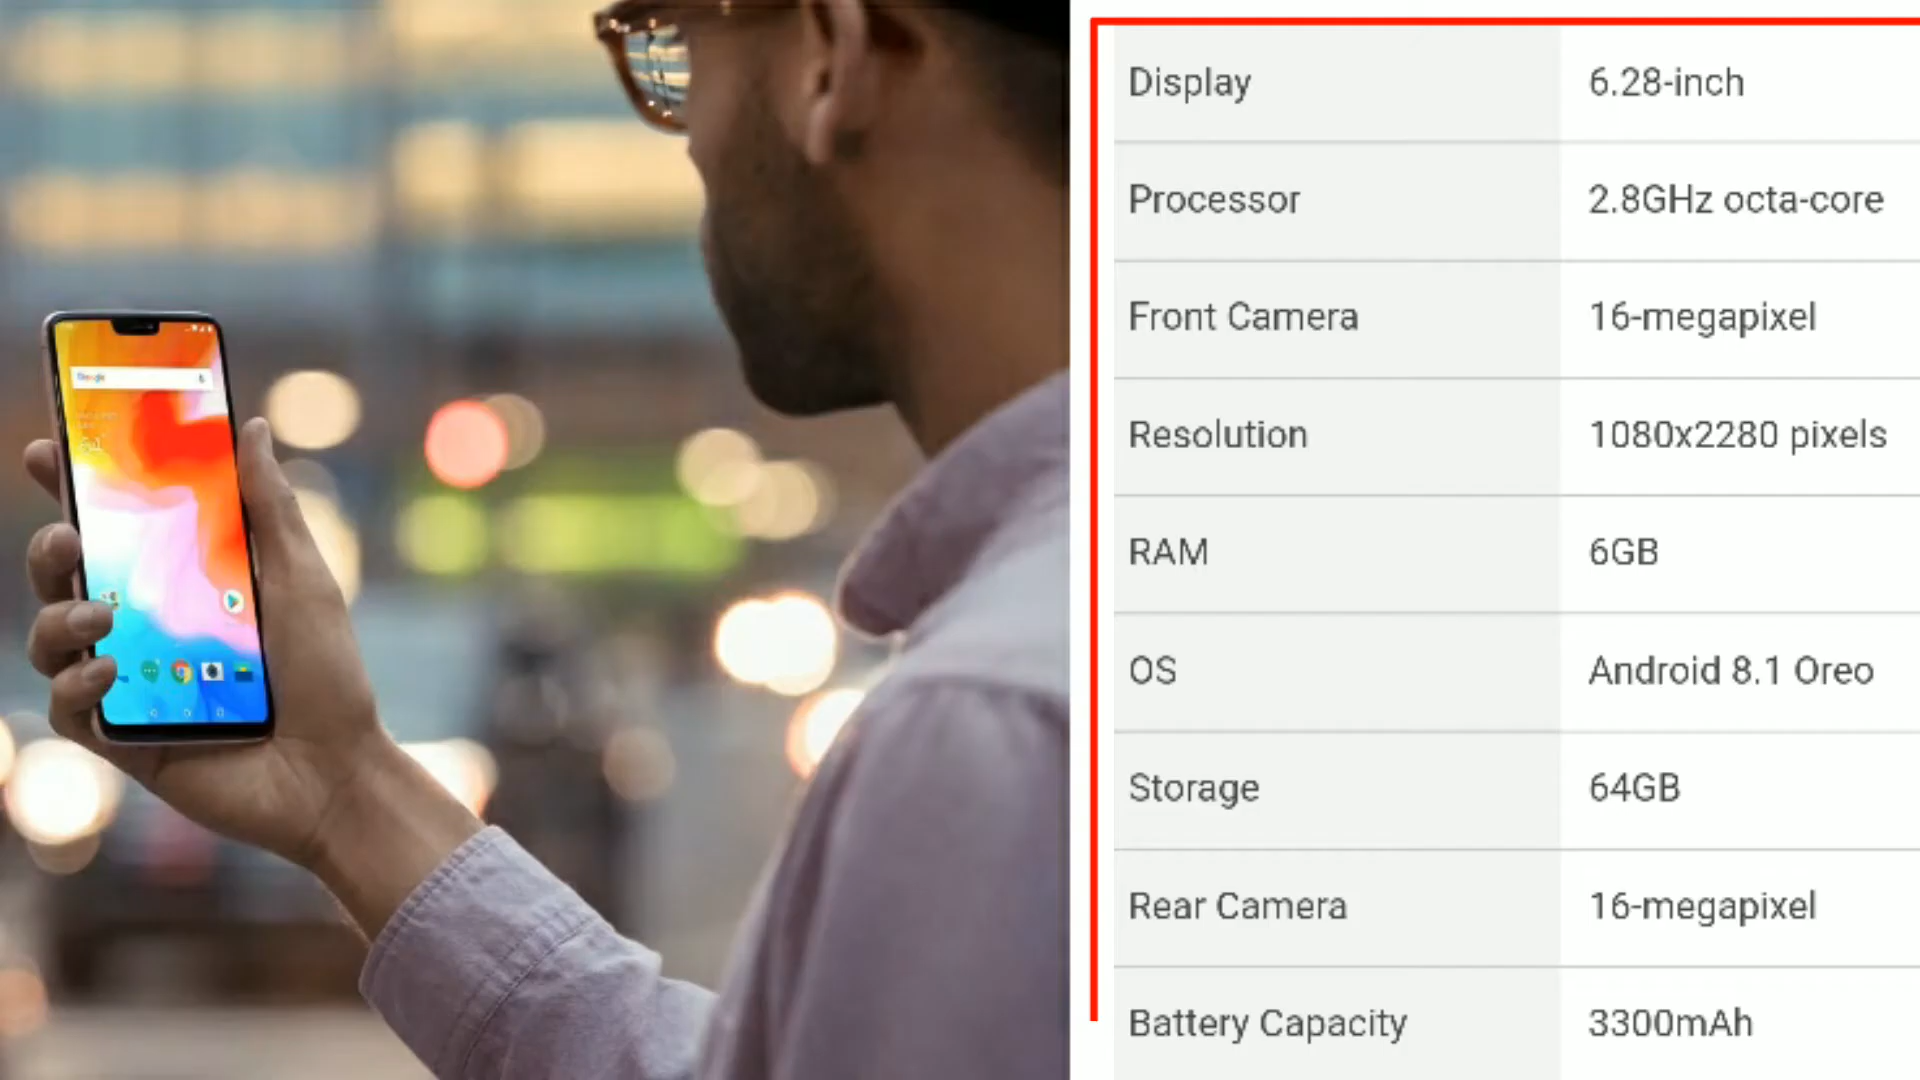 Google
Display 6.28-inch
Processor 2.8GHz octa-core
Front Camera 16-megapixel
Resolution 1080x2280 pixels
RAM 6GB
OS Android 8.1 Oreo
Storage 64GB
Rear Camera 16-megapixel
Battery Capacity 3300mAh